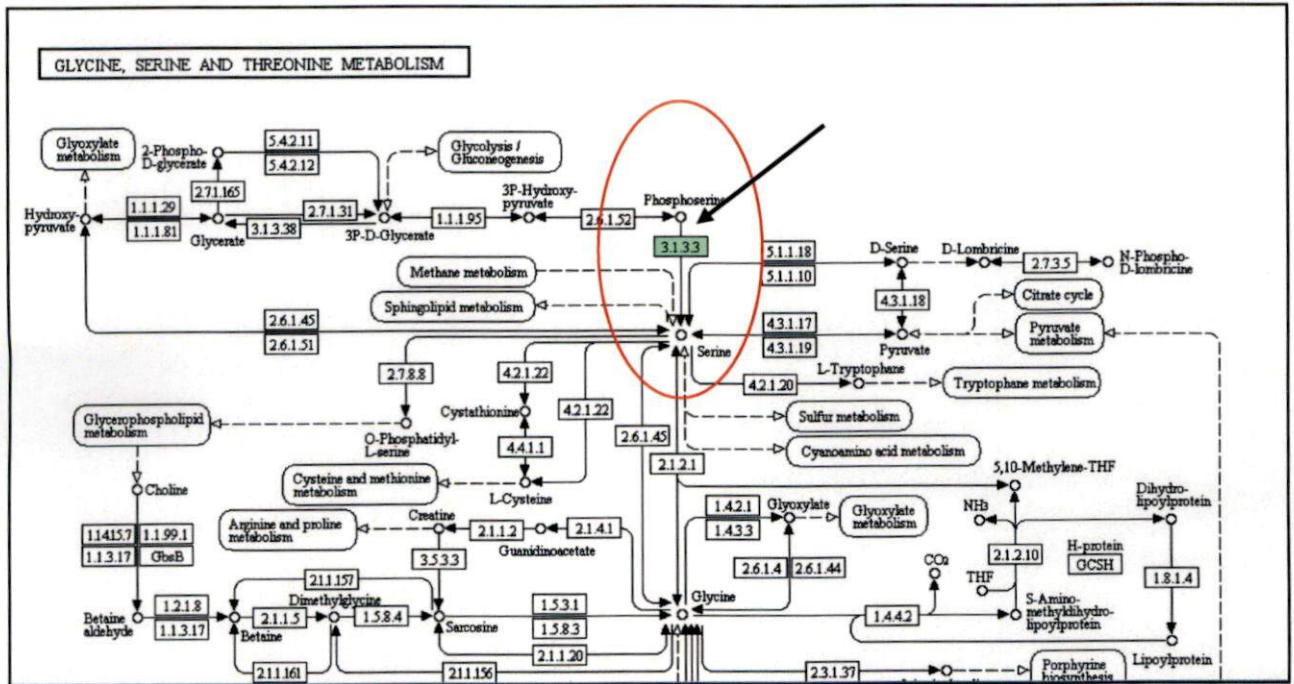 GLYCINE, SERINE AND THREONINE METABOLISM
Glyoxylate
metabolism
2-Phospho-
D-glycerate
5.4.2.11
5.4.2.12
Glycolysis /
Gluconeogenesis
2.7.1.165
3P-Hydroxy-
pyruvate
Phosphoserine
Hydroxy-
pyruvate
1.1.1.29
1.1.1.81
Glycerate
2.7.1.31
3.1.3.38
3P-D-Glycerate
1.1.1.95
2.6.1.52
3.1.3.3
5.1.1.18
5.1.1.10
D-Serine
D-Lombricine
2.7.3.5
N-Phospho-
D-lombricine
Methane metabolism
Sphingolipid metabolism
4.3.1.18
Citrate cycle
2.6.1.45
2.6.1.51
Serine
4.3.1.17
4.3.1.19
Pyruvate
Pyruvate
metabolism
2.7.8.8
4.2.1.22
4.2.1.22
4.2.1.20
L-Tryptophane
Tryptophane metabolism
Glycerophospholipid
metabolism
O-Phosphatidyl-
L-serine
Cystathionine
4.4.1.1
2.6.1.45
Sulfur metabolism
Cyanoamino acid metabolism
2.1.2.1
Choline
Cysteine and methionine
metabolism
L-Cysteine
5,10-Methylene-THF
Dihydro-
lipoylprotein
1.14.15.7
1.1.99.1
1.1.3.17
GbsB
Arginine and proline
metabolism
Creatine
2.1.1.2
Guanidinoacetate
2.1.4.1
1.4.2.1
1.4.3.3
Glyoxylate
Glyoxylate
metabolism
NH3
3.5.3.3
2.6.1.4
2.6.1.44
CO2
THF
2.1.2.10
H-protein
GCSH
1.8.1.4
2.1.1.157
Betaine
aldehyde
1.2.1.8
1.1.3.17
Betaine
2.1.1.5
Dimethylglycine
1.5.8.4
Sarcosine
1.5.3.1
1.5.8.3
2.1.1.20
Glycine
1.4.4.2
S-Amino-
methyldihydro-
lipoylprotein
Lipoylprotein
2.1.1.161
2.1.1.156
2.3.1.37
Porphyrine
biosynthesis